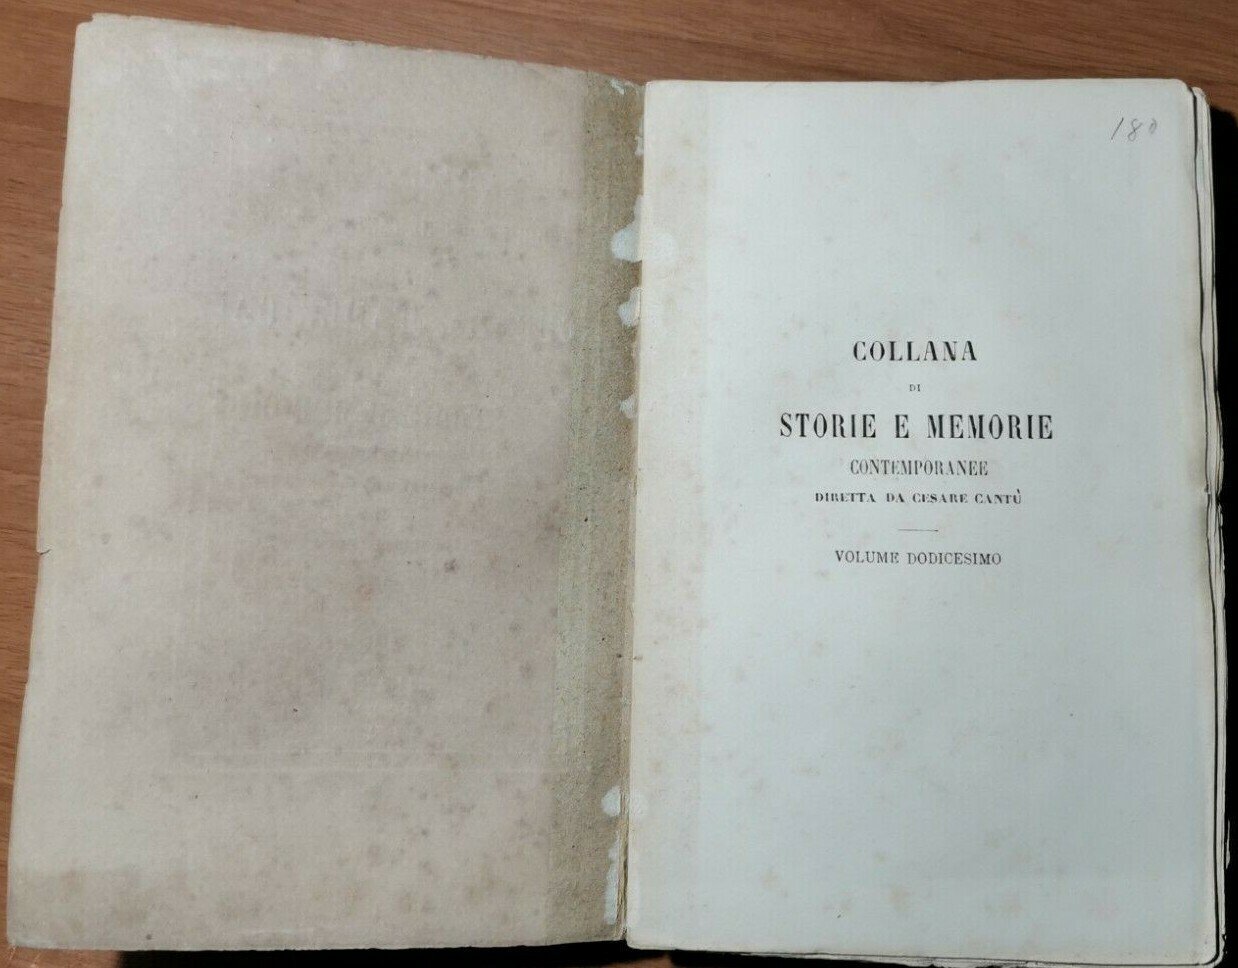 180
COLLANA
DI
STORIE E MEMORIE
CONTEMPORANEE
DIRETTA DA CESARE CANTÙ
VOLUME DODICESIMO